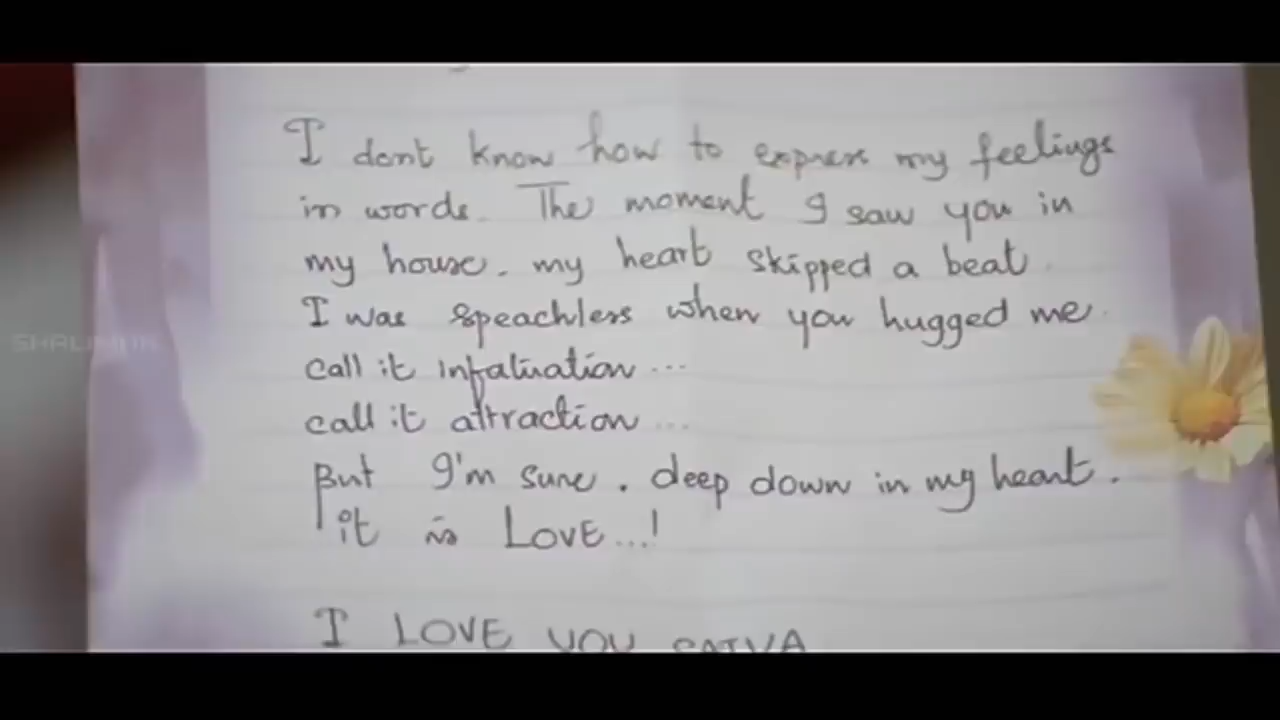 I dont know how to express my feelings
in words. The moment I saw you in
my house. my heart skipped a beat.
I was speachless when you hugged me.
SHALIMAR
call it infatuation ...
call it attraction ...
But I'm sure. deep down in my heart.
it is LOVE...!
I LOVE YOU SATYA